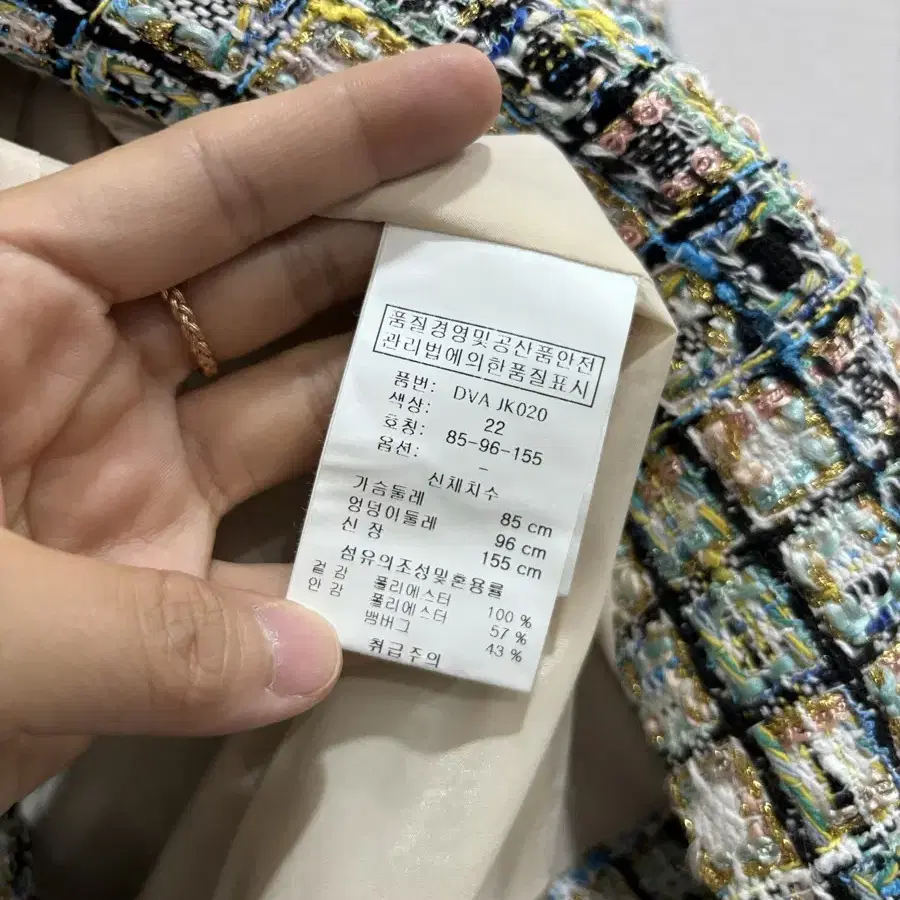 품질경영및공산품안전
관리법에의한품질표시
품번: DVA JK020
색상: 22
호칭: 85-96-155
옵션: -
신체치수
가슴둘레 85 cm
엉덩이둘레 96 cm
신 장 155 cm
섬유의조성및혼용률
겉감 폴리에스터 100 %
안감 폴리에스터 57 %
뱀버그 43 %
취급주의